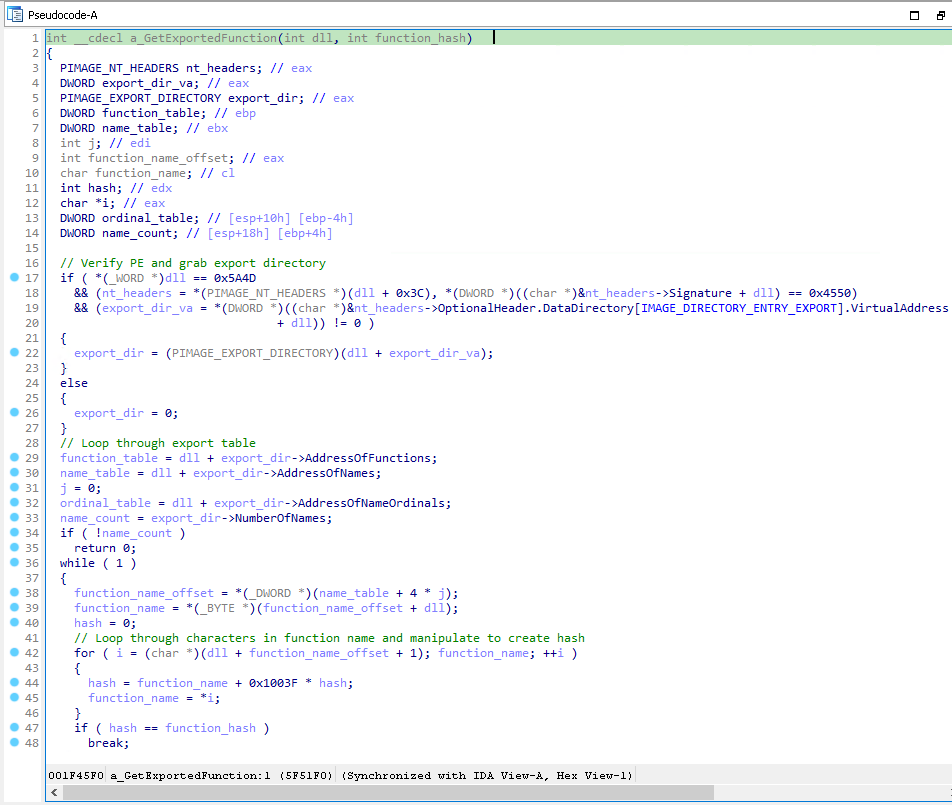 Pseudocode-A
1 int __cdecl a_GetExportedFunction(int dll, int function_hash)
2 {
3 PIMAGE_NT_HEADERS nt_headers; // eax
4 DWORD export_dir_va; // eax
5 PIMAGE_EXPORT_DIRECTORY export_dir; // eax
6 DWORD function_table; // ebp
7 DWORD name_table; // ebx
8 int j; // edi
9 int function_name_offset; // eax
10 char function_name; // cl
11 int hash; // edx
12 char *i; // eax
13 DWORD ordinal_table; // [esp+10h] [ebp-4h]
14 DWORD name_count; // [esp+18h] [ebp+4h]
15
16 // Verify PE and grab export directory
17 if ( *(_WORD *)dll == 0x5A4D
18 && (nt_headers = *(PIMAGE_NT_HEADERS *)(dll + 0x3C), *(DWORD *)((char *)&nt_headers->Signature + dll) == 0x4550)
19 && (export_dir_va = *(DWORD *)((char *)&nt_headers->OptionalHeader.DataDirectory[IMAGE_DIRECTORY_ENTRY_EXPORT].VirtualAddress
20 + dll)) != 0 )
21 {
22 export_dir = (PIMAGE_EXPORT_DIRECTORY)(dll + export_dir_va);
23 }
24 else
25 {
26 export_dir = 0;
27 }
28 // Loop through export table
29 function_table = dll + export_dir->AddressOfFunctions;
30 name_table = dll + export_dir->AddressOfNames;
31 j = 0;
32 ordinal_table = dll + export_dir->AddressOfNameOrdinals;
33 name_count = export_dir->NumberOfNames;
34 if ( !name_count )
35 return 0;
36 while ( 1 )
37 {
38 function_name_offset = *(_DWORD *)(name_table + 4 * j);
39 function_name = *(_BYTE *)(function_name_offset + dll);
40 hash = 0;
41 // Loop through characters in function name and manipulate to create hash
42 for ( i = (char *)(dll + function_name_offset + 1); function_name; ++i )
43 {
44 hash = function_name + 0x1003F * hash;
45 function_name = *i;
46 }
47 if ( hash == function_hash )
48 break;
001F45F0 a_GetExportedFunction:1 (5F51F0) (Synchronized with IDA View-A, Hex View-1)